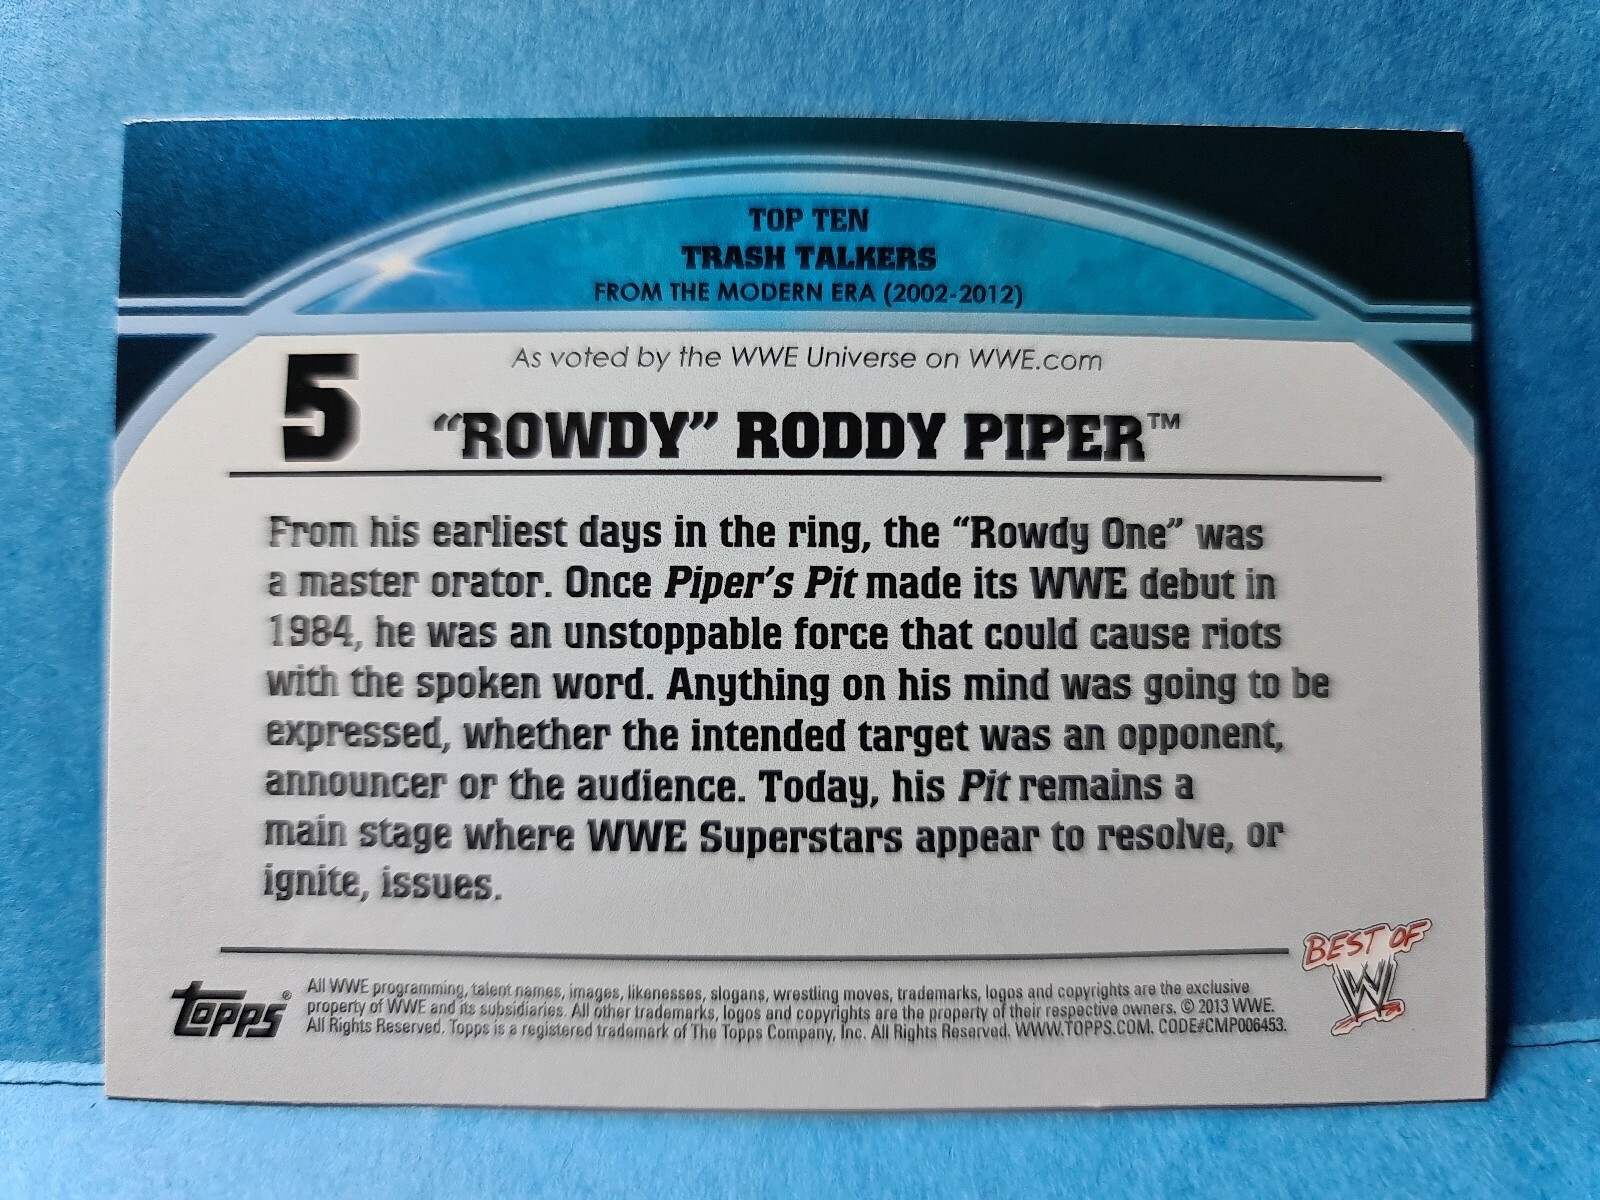 TOP TEN
TRASH TALKERS
FROM THE MODERN ERA (2002-2012)
As voted by the WWE Universe on WWE.com
5 “ROWDY” RODDY PIPER™
From his earliest days in the ring, the “Rowdy One” was
a master orator. Once Piper's Pit made its WWE debut in
1984, he was an unstoppable force that could cause riots
with the spoken word. Anything on his mind was going to be
expressed, whether the intended target was an opponent,
announcer or the audience. Today, his Pit remains a
main stage where WWE Superstars appear to resolve, or
ignite, issues.
BEST OF
W
topps®
All WWE programming, talent names, images, likenesses, slogans, wrestling moves, trademarks, logos and copyrights are the exclusive
property of WWE and its subsidiaries. All other trademarks, logos and copyrights are the property of their respective owners. © 2013 WWE.
All Rights Reserved. Topps is a registered trademark of The Topps Company, Inc. All Rights Reserved. WWW.TOPPS.COM. CODE#CMP006453.